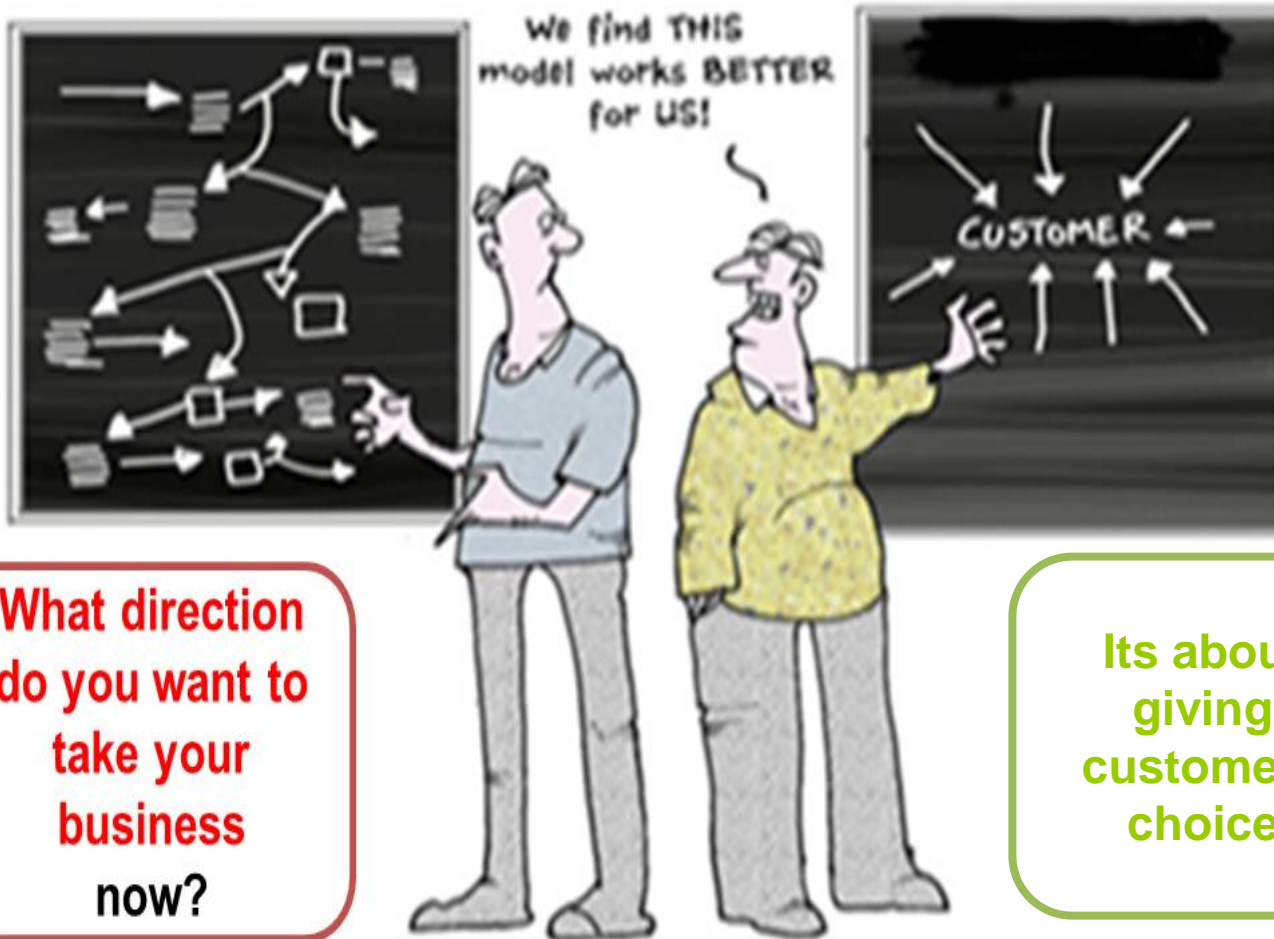 We find THIS
model works BETTER
for US!
CUSTOMER
What direction
do you want to
take your
business
now?
Its abou
giving
custome
choice